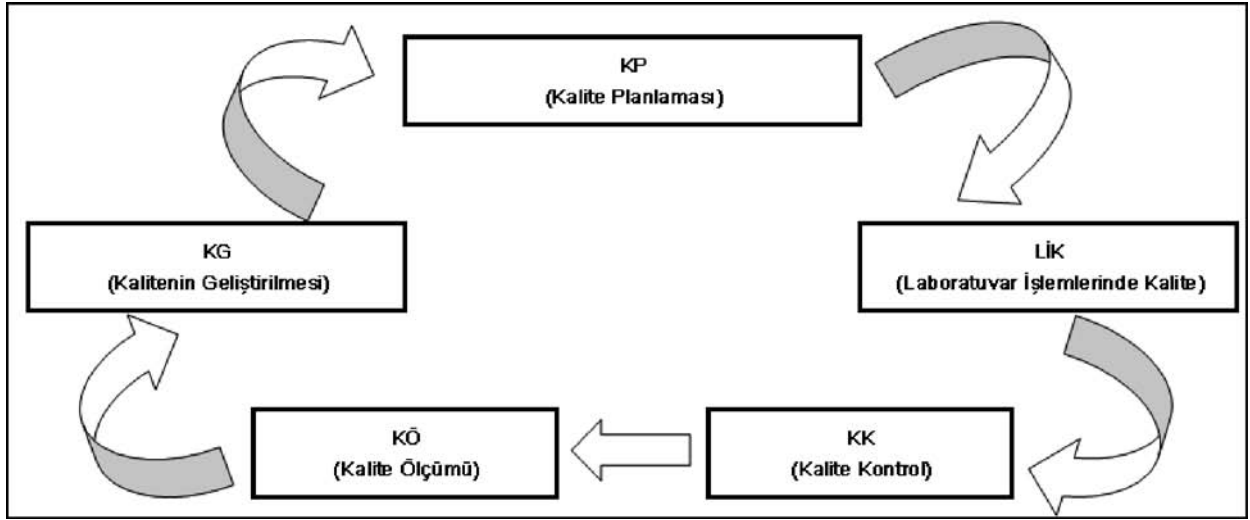 KP
(Kalite Planlaması)
KG
(Kalitenin Geliştirilmesi)
LİK
(Laboratuvar İşlemlerinde Kalite)
KÖ
(Kalite Ölçümü)
KK
(Kalite Kontrol)